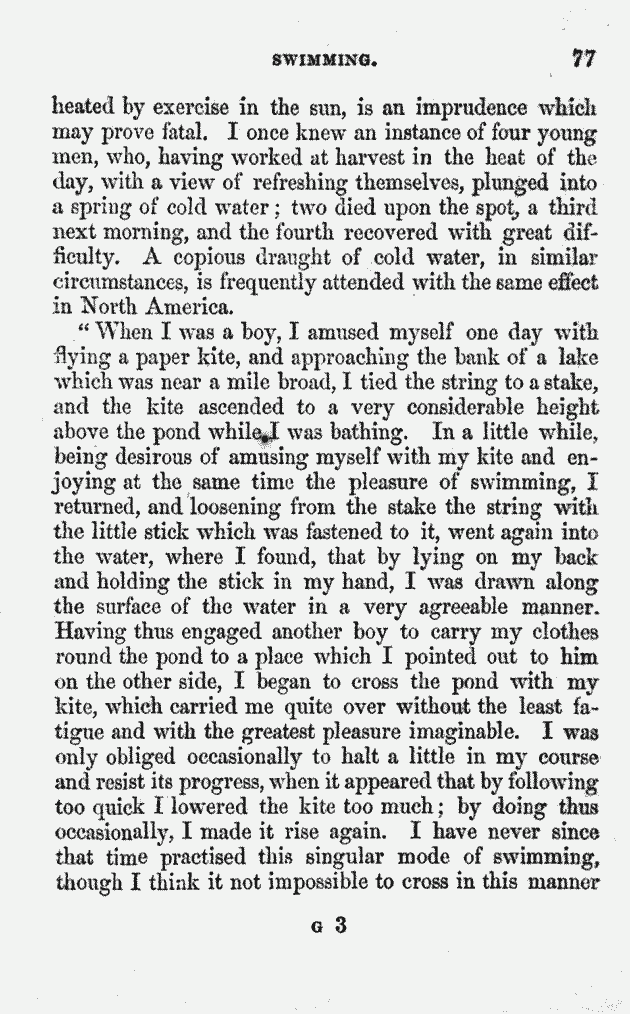 SWIMMING. 77
heated by exercise in the sun, is an imprudence which
may prove fatal. I once knew an instance of four young
men, who, having worked at harvest in the heat of the
day, with a view of refreshing themselves, plunged into
a spring of cold water; two died upon the spot, a third
next morning, and the fourth recovered with great dif-
ficulty. A copious draught of cold water, in similar
circumstances, is frequently attended with the same effect
in North America.
“ When I was a boy, I amused myself one day with
flying a paper kite, and approaching the bank of a lake
which was near a mile broad, I tied the string to a stake,
and the kite ascended to a very considerable height
above the pond while I was bathing. In a little while,
being desirous of amusing myself with my kite and en-
joying at the same time the pleasure of swimming, I
returned, and loosening from the stake the string with
the little stick which was fastened to it, went again into
the water, where I found, that by lying on my back
and holding the stick in my hand, I was drawn along
the surface of the water in a very agreeable manner.
Having thus engaged another boy to carry my clothes
round the pond to a place which I pointed out to him
on the other side, I began to cross the pond with my
kite, which carried me quite over without the least fa-
tigue and with the greatest pleasure imaginable. I was
only obliged occasionally to halt a little in my course
and resist its progress, when it appeared that by following
too quick I lowered the kite too much; by doing thus
occasionally, I made it rise again. I have never since
that time practised this singular mode of swimming,
though I think it not impossible to cross in this manner
G 3